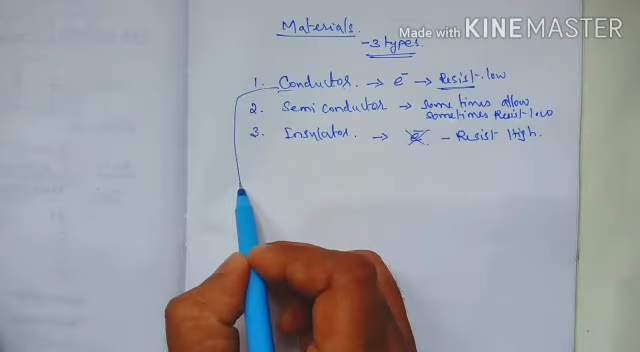 Made with KINEMASTER
Materials.
-3 types.
1. Conductor → e⁻ → Resist-low
2. Semi conductor → Some times allow
sometimes Resist-low
3. Insulator. → e⁻ - Resist High.